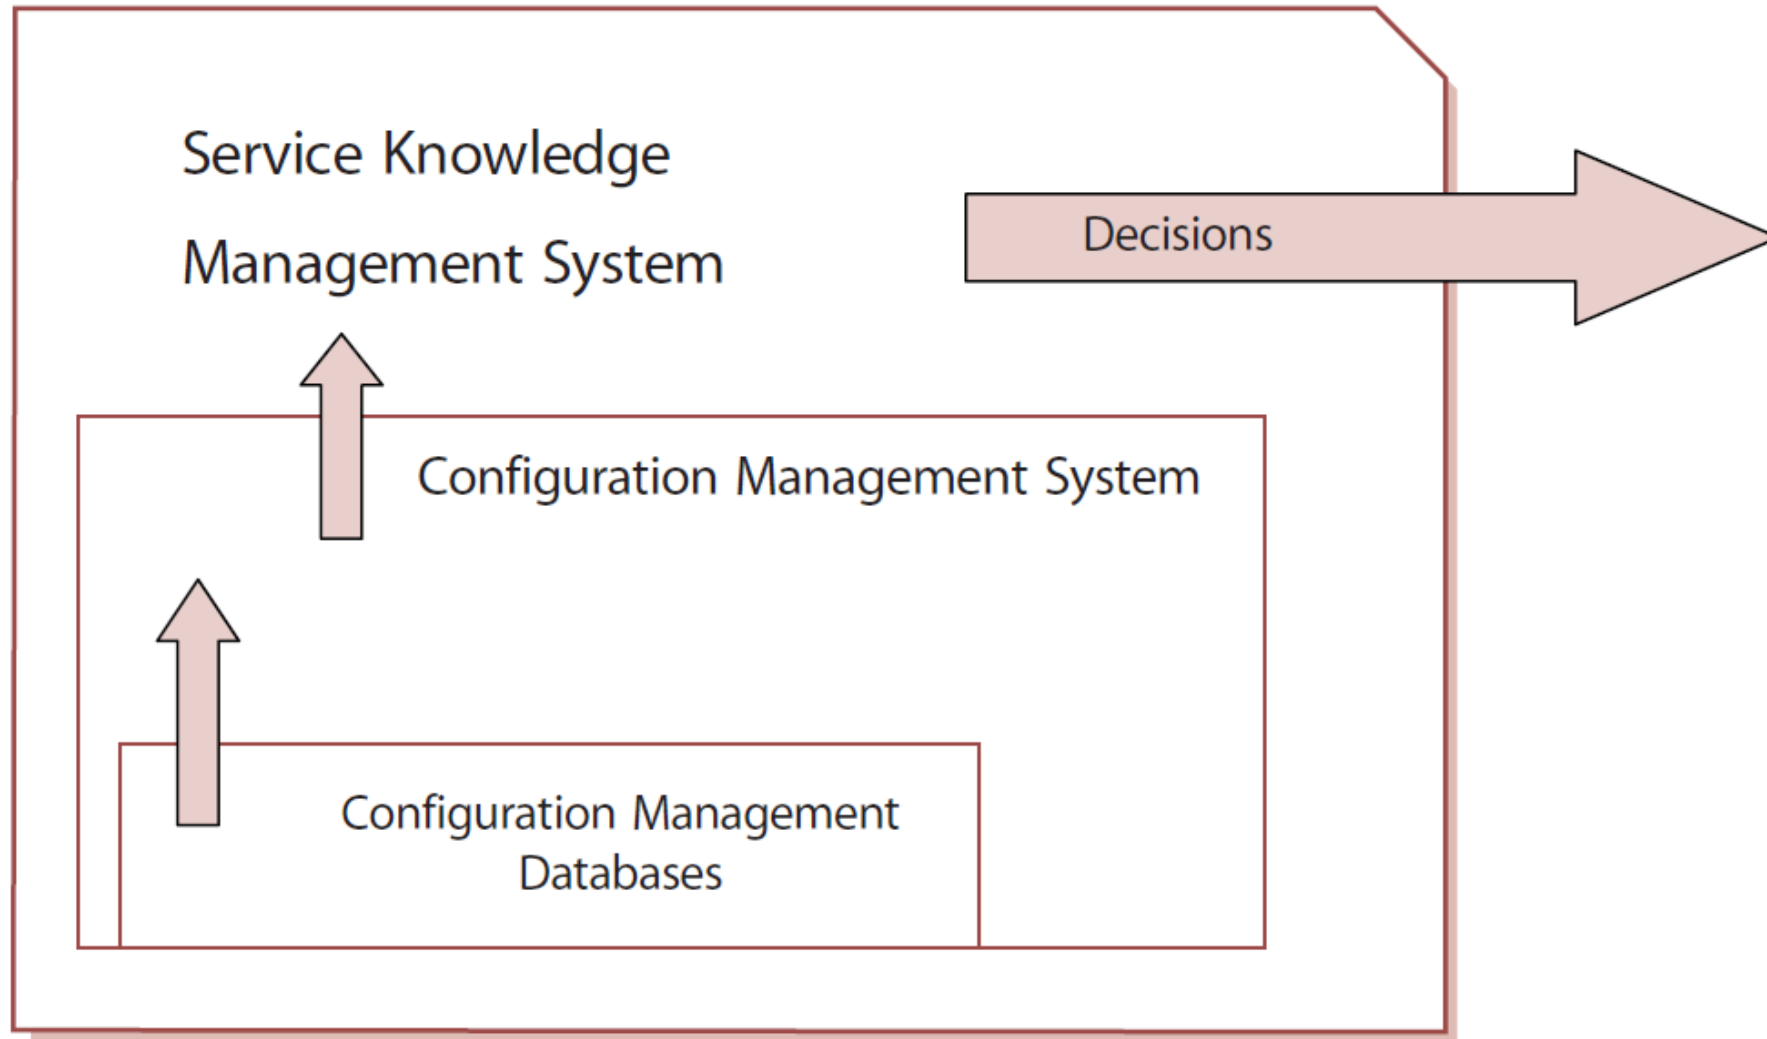 Service Knowledge
Management System
Decisions
Configuration Management System
Configuration Management
Databases